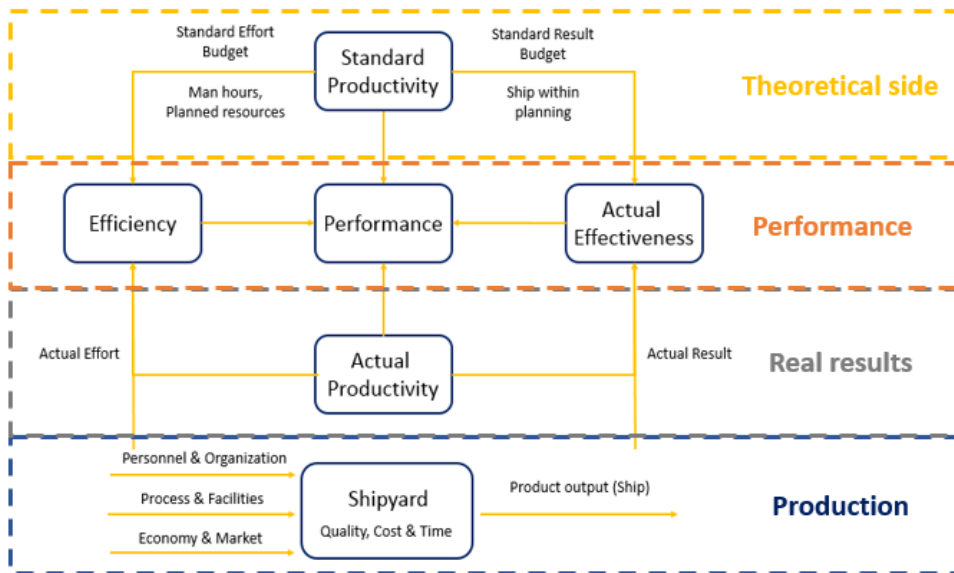 Standard Effort
Budget
Man hours,
Planned resources
Standard
Productivity
Standard Result
Budget
Ship within
planning
Theoretical side
Efficiency
Performance
Actual
Effectiveness
Performance
Actual Effort
Actual
Productivity
Actual Result
Real results
Personnel & Organization
Process & Facilities
Economy & Market
Shipyard
Quality, Cost & Time
Product output (Ship)
Production